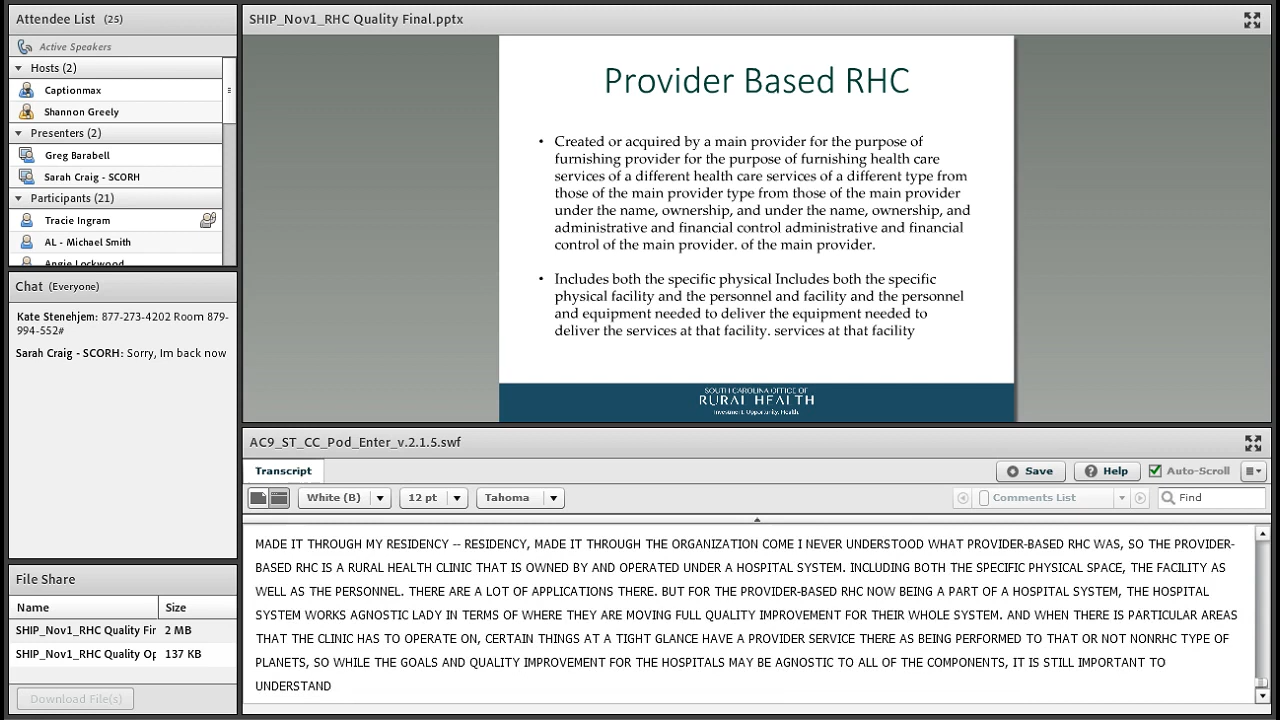 Attendee List (25)
Active Speakers
Hosts (2)
Captionmax
Shannon Greely
Presenters (2)
Greg Barabell
Sarah Craig - SCORH
Participants (21)
Tracie Ingram
AL - Michael Smith
Angie Lockwood
Chat (Everyone)
Kate Stenehjem: 877-273-4202 Room 879-
994-552#
Sarah Craig - SCORH: Sorry, Im back now
File Share
Name Size
SHIP_Nov1_RHC Quality Fir 2 MB
SHIP_Nov1_RHC Quality Op 137 KB
Download File(s)
SHIP_Nov1_RHC Quality Final.pptx
Provider Based RHC
• Created or acquired by a main provider for the purpose of
furnishing provider for the purpose of furnishing health care
services of a different health care services of a different type from
those of the main provider type from those of the main provider
under the name, ownership, and under the name, ownership, and
administrative and financial control administrative and financial
control of the main provider. of the main provider.
• Includes both the specific physical Includes both the specific
physical facility and the personnel and facility and the personnel
and equipment needed to deliver the equipment needed to
deliver the services at that facility. services at that facility
SOUTH CAROLINA OFFICE OF
RURAL HEALTH
Investment. Opportunity. Health.
AC9_ST_CC_Pod_Enter_v.2.1.5.swf
Transcript Save Help Auto-Scroll
White (B) 12 pt Tahoma Comments List Find
MADE IT THROUGH MY RESIDENCY -- RESIDENCY, MADE IT THROUGH THE ORGANIZATION COME I NEVER UNDERSTOOD WHAT PROVIDER-BASED RHC WAS, SO THE PROVIDER-
BASED RHC IS A RURAL HEALTH CLINIC THAT IS OWNED BY AND OPERATED UNDER A HOSPITAL SYSTEM. INCLUDING BOTH THE SPECIFIC PHYSICAL SPACE, THE FACILITY AS
WELL AS THE PERSONNEL. THERE ARE A LOT OF APPLICATIONS THERE. BUT FOR THE PROVIDER-BASED RHC NOW BEING A PART OF A HOSPITAL SYSTEM, THE HOSPITAL
SYSTEM WORKS AGNOSTIC LADY IN TERMS OF WHERE THEY ARE MOVING FULL QUALITY IMPROVEMENT FOR THEIR WHOLE SYSTEM. AND WHEN THERE IS PARTICULAR AREAS
THAT THE CLINIC HAS TO OPERATE ON, CERTAIN THINGS AT A TIGHT GLANCE HAVE A PROVIDER SERVICE THERE AS BEING PERFORMED TO THAT OR NOT NONRHC TYPE OF
PLANETS, SO WHILE THE GOALS AND QUALITY IMPROVEMENT FOR THE HOSPITALS MAY BE AGNOSTIC TO ALL OF THE COMPONENTS, IT IS STILL IMPORTANT TO
UNDERSTAND